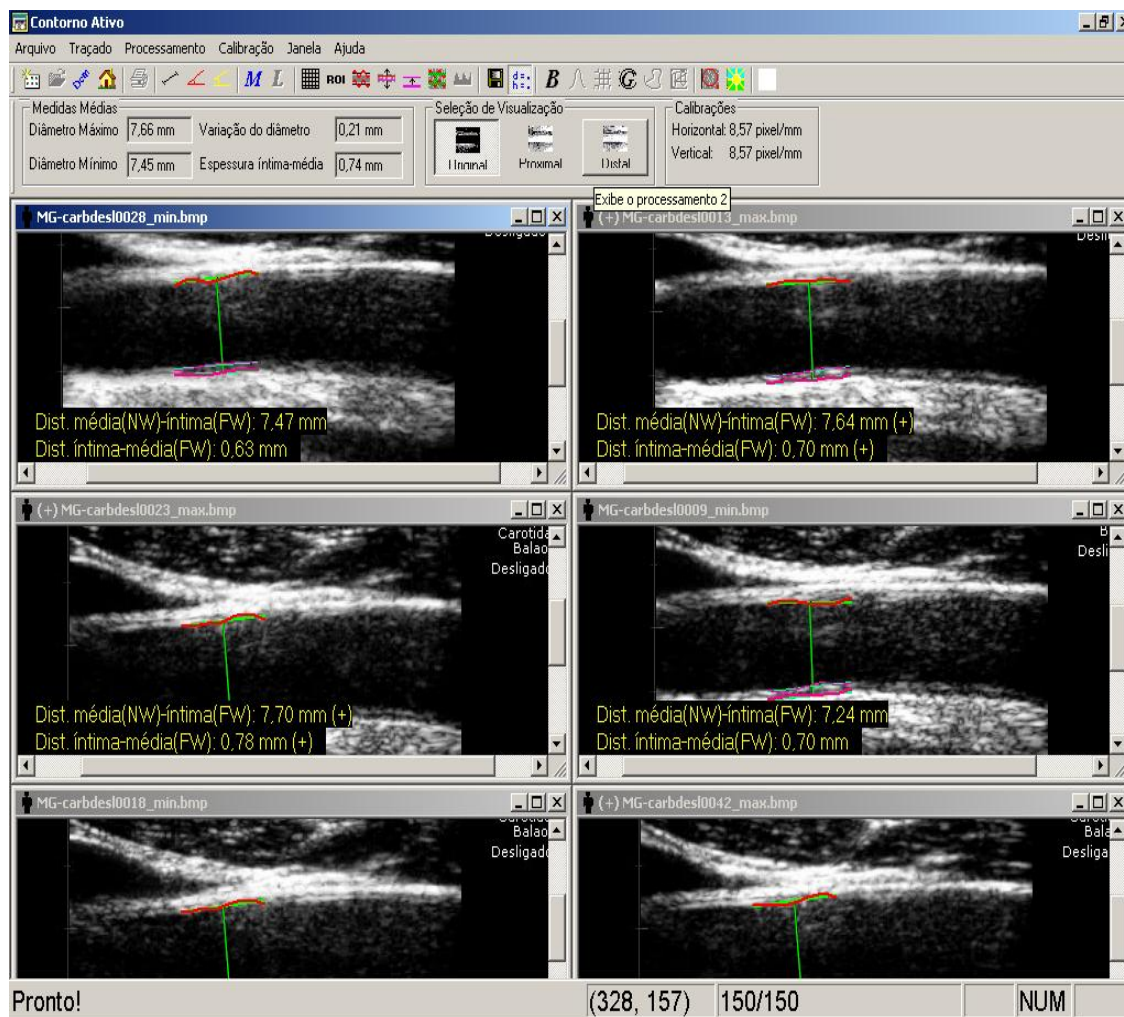 Contorno Ativo
Arquivo Traçado Processamento Calibração Janela Ajuda
M L ROI B G
Medidas Médias
Diâmetro Máximo 7,66 mm Variação do diâmetro 0,21 mm
Diâmetro Mínimo 7,45 mm Espessura íntima-média 0,74 mm
Seleção de Visualização
Original Proximal Distal
Calibrações
Horizontal: 8,57 pixel/mm
Vertical: 8,57 pixel/mm
Exibe o processamento 2
MG-carbdesl0028_min.bmp
Dist. média(NW)-íntima(FW): 7,47 mm
Dist. íntima-média(FW): 0,63 mm
(+) MG-carbdesl0013_max.bmp
Dist. média(NW)-íntima(FW): 7,64 mm (+)
Dist. íntima-média(FW): 0,70 mm (+)
(+) MG-carbdesl0023_max.bmp
Carotida
Balao
Desligado
Dist. média(NW)-íntima(FW): 7,70 mm (+)
Dist. íntima-média(FW): 0,78 mm (+)
MG-carbdesl0009_min.bmp
B
Desli
Dist. média(NW)-íntima(FW): 7,24 mm
Dist. íntima-média(FW): 0,70 mm
MG-carbdesl0018_min.bmp
Balao
Desligado
(+) MG-carbdesl0042_max.bmp
Bala
Desliga
Pronto! (328, 157) 150/150 NUM